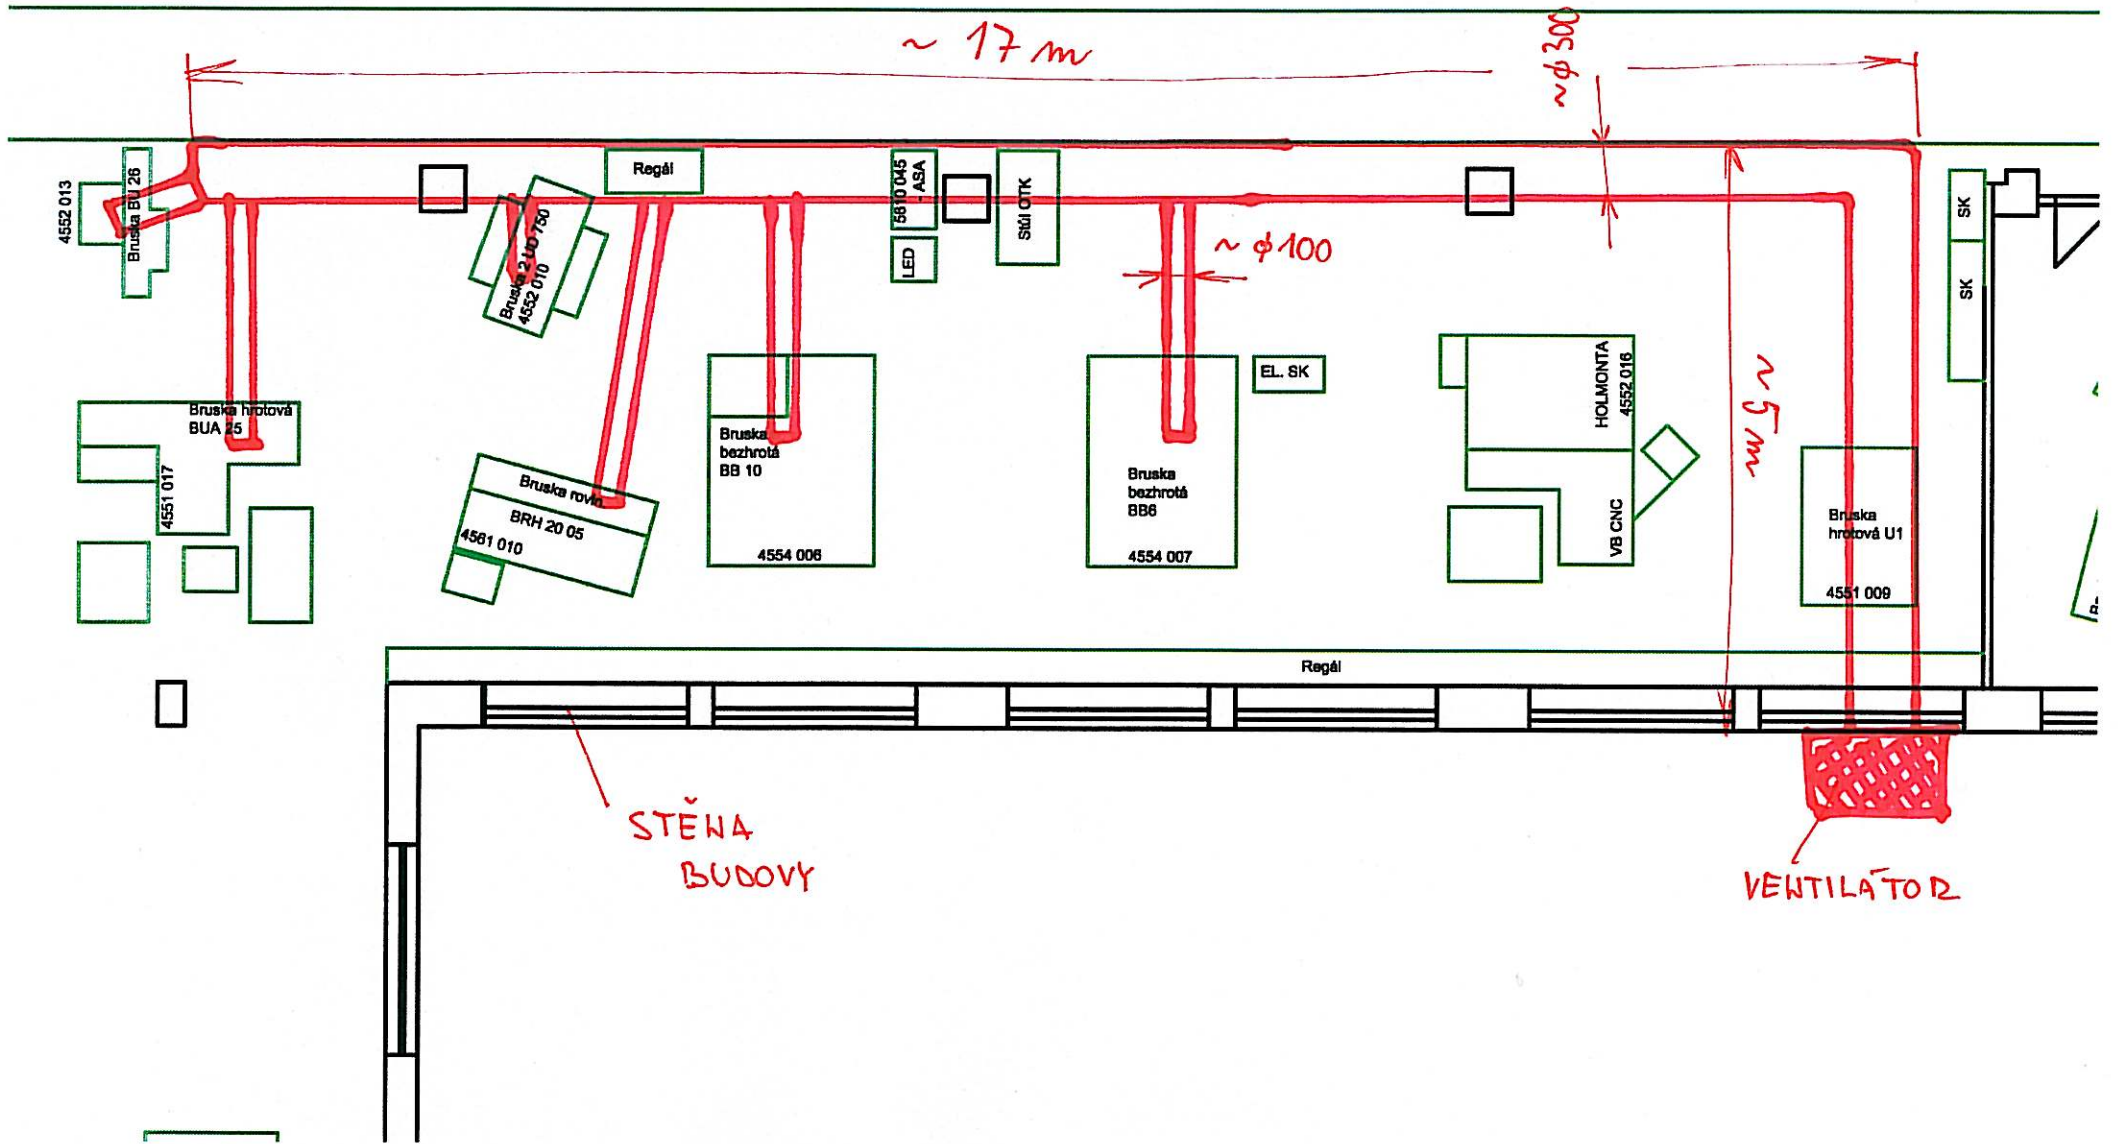 ~ 17 m
~ϕ 300
4552 013
Bruska BU 26
Regál
5810 045
- ASA
LED
Stůl OTK
SK
SK
Bruska 2 UD 750
4552 010
~ ϕ 100
~ 5 m
Bruska hrotová
BUA 25
4551 017
Bruska rovin
BRH 20 05
4561 010
Bruska
bezhrotá
BB 10
4554 006
EL. SK
Bruska
bezhrotá
BB6
4554 007
HOLMONTA
4552 016
VB CNC
Bruska
hrotová U1
4551 009
Regál
STĚNA
BUDOVY
VENTILÁTOR